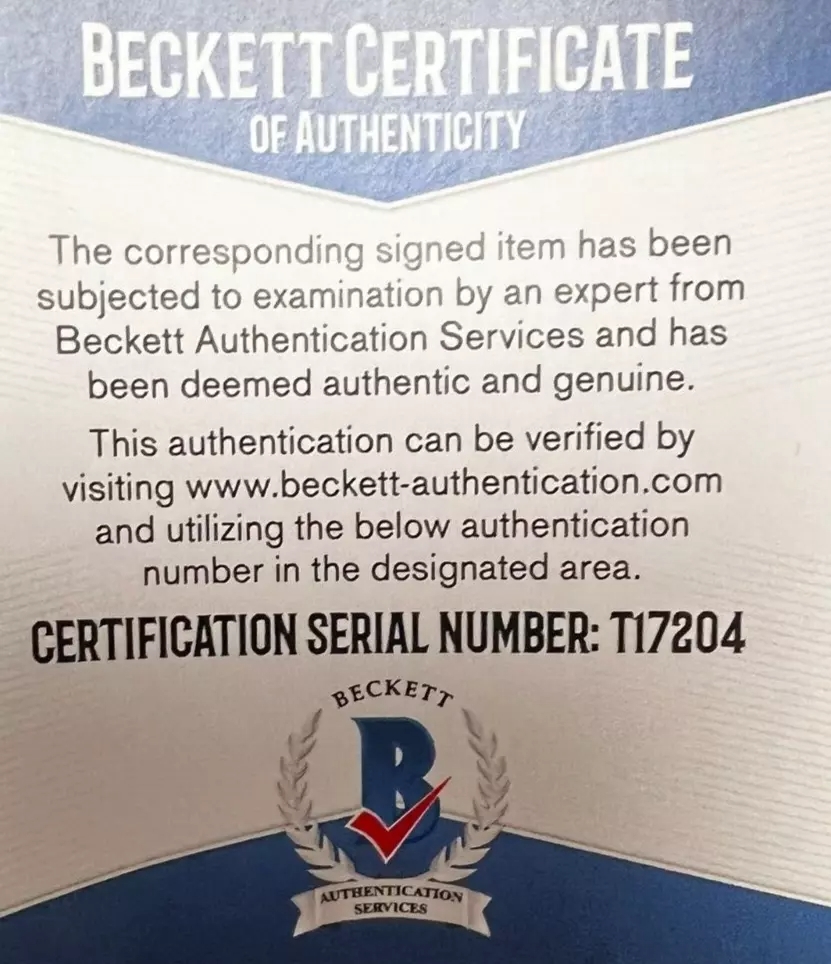 BECKETT CERTIFICATE
OF AUTHENTICITY
The corresponding signed item has been
subjected to examination by an expert from
Beckett Authentication Services and has
been deemed authentic and genuine.
This authentication can be verified by
visiting www.beckett-authentication.com
and utilizing the below authentication
number in the designated area.
CERTIFICATION SERIAL NUMBER: T17204
BECKETT
B
AUTHENTICATION
SERVICES